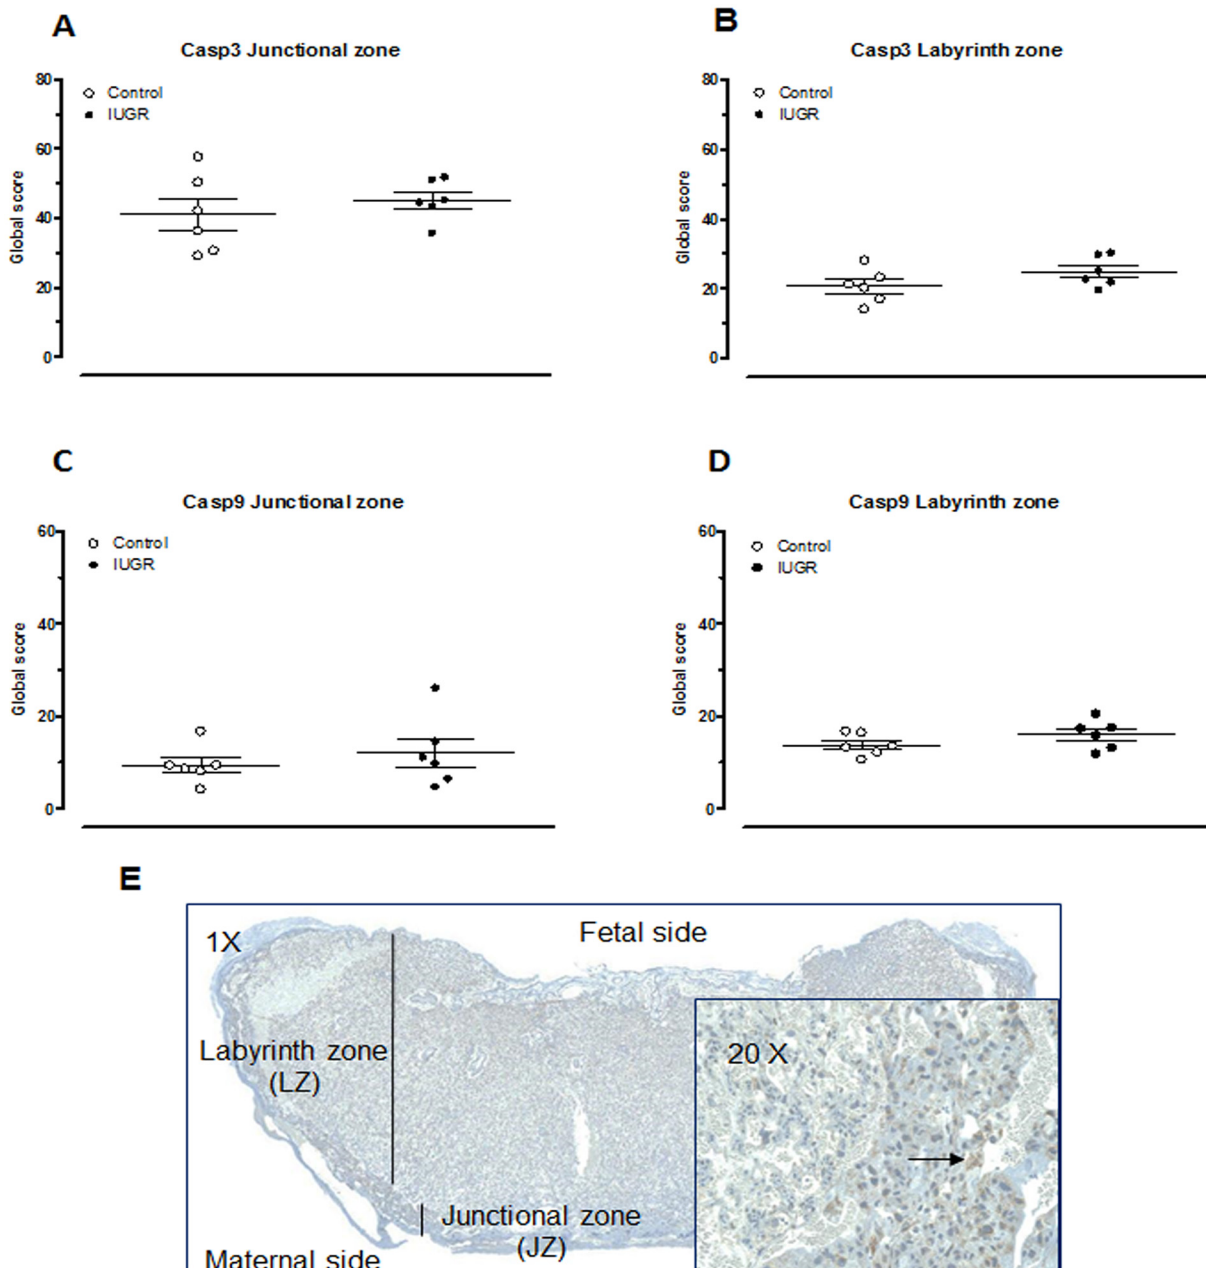 A
Casp3 Junctional zone
80
60
40
20
0
Global score
Control
IUGR
B
Casp3 Labyrinth zone
80
60
40
20
0
Global score
Control
IUGR
C
Casp9 Junctional zone
60
40
20
0
Global score
Control
IUGR
D
Casp9 Labyrinth zone
60
40
20
0
Global score
Control
IUGR
E
1X
Fetal side
Labyrinth zone
(LZ)
20 X
Junctional zone
(JZ)
Maternal side